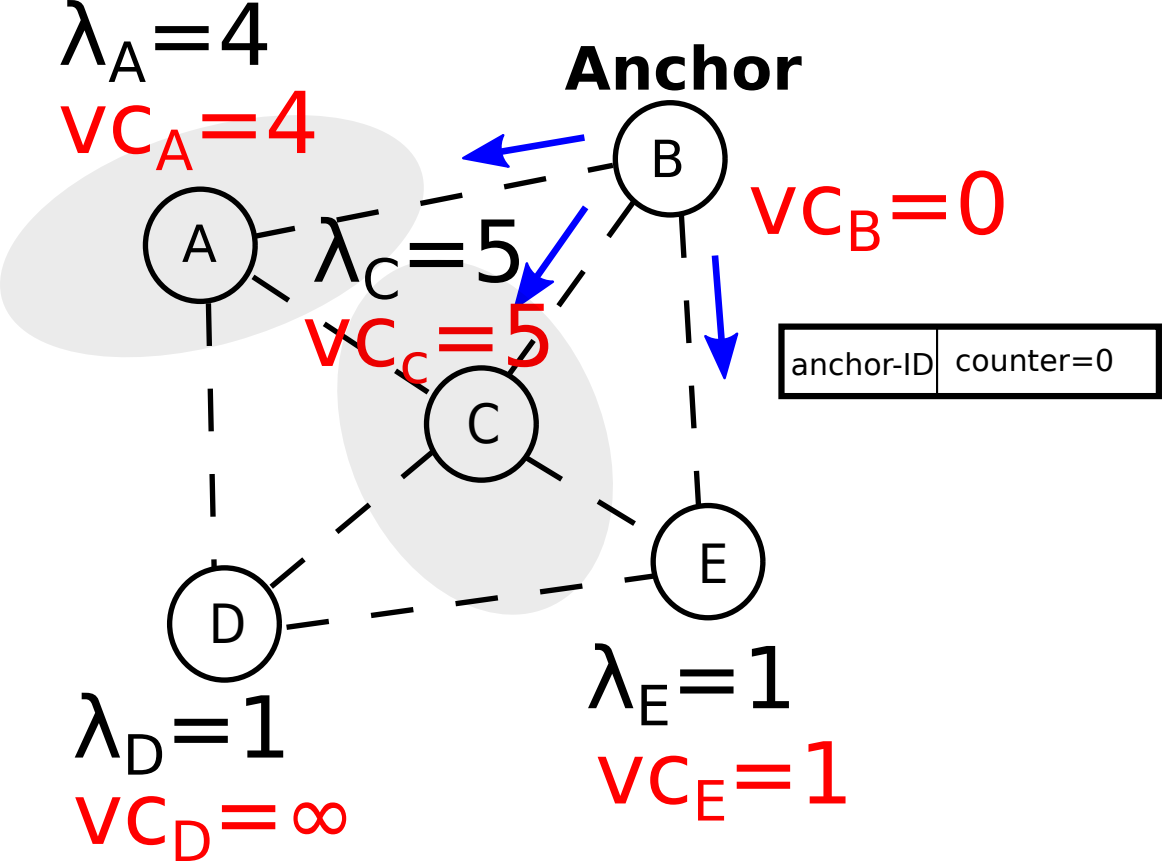 λA=4
vcA=4
Anchor
B
vcB=0
A
λC=5
vcc=5
anchor-ID counter=0
C
E
D
λE=1
vcE=1
λD=1
vcD=∞